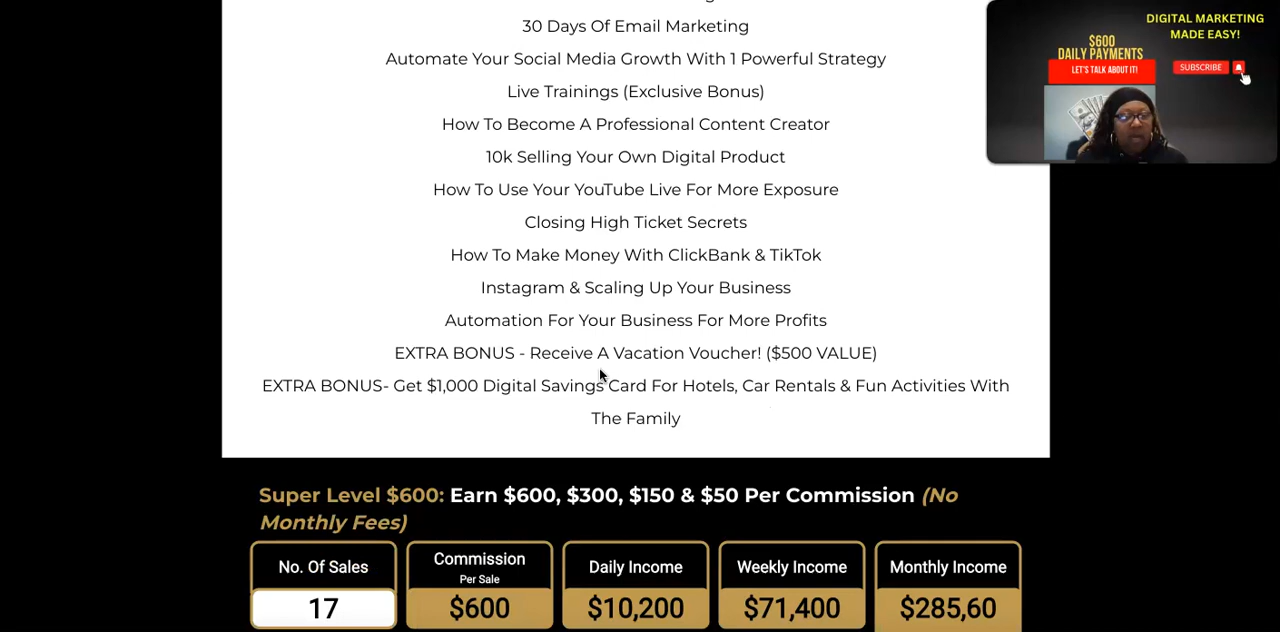 30 Days Of Email Marketing
Automate Your Social Media Growth With 1 Powerful Strategy
Live Trainings (Exclusive Bonus)
How To Become A Professional Content Creator
10k Selling Your Own Digital Product
How To Use Your YouTube Live For More Exposure
Closing High Ticket Secrets
How To Make Money With ClickBank & TikTok
Instagram & Scaling Up Your Business
Automation For Your Business For More Profits
EXTRA BONUS - Receive A Vacation Voucher! ($500 VALUE)
EXTRA BONUS- Get $1,000 Digital Savings Card For Hotels, Car Rentals & Fun Activities With
The Family
DIGITAL MARKETING
MADE EASY!
$600
DAILY PAYMENTS
LET'S TALK ABOUT IT!
SUBSCRIBE
Super Level $600: Earn $600, $300, $150 & $50 Per Commission (No
Monthly Fees)
No. Of Sales
17
Commission
Per Sale
$600
Daily Income
$10,200
Weekly Income
$71,400
Monthly Income
$285,60